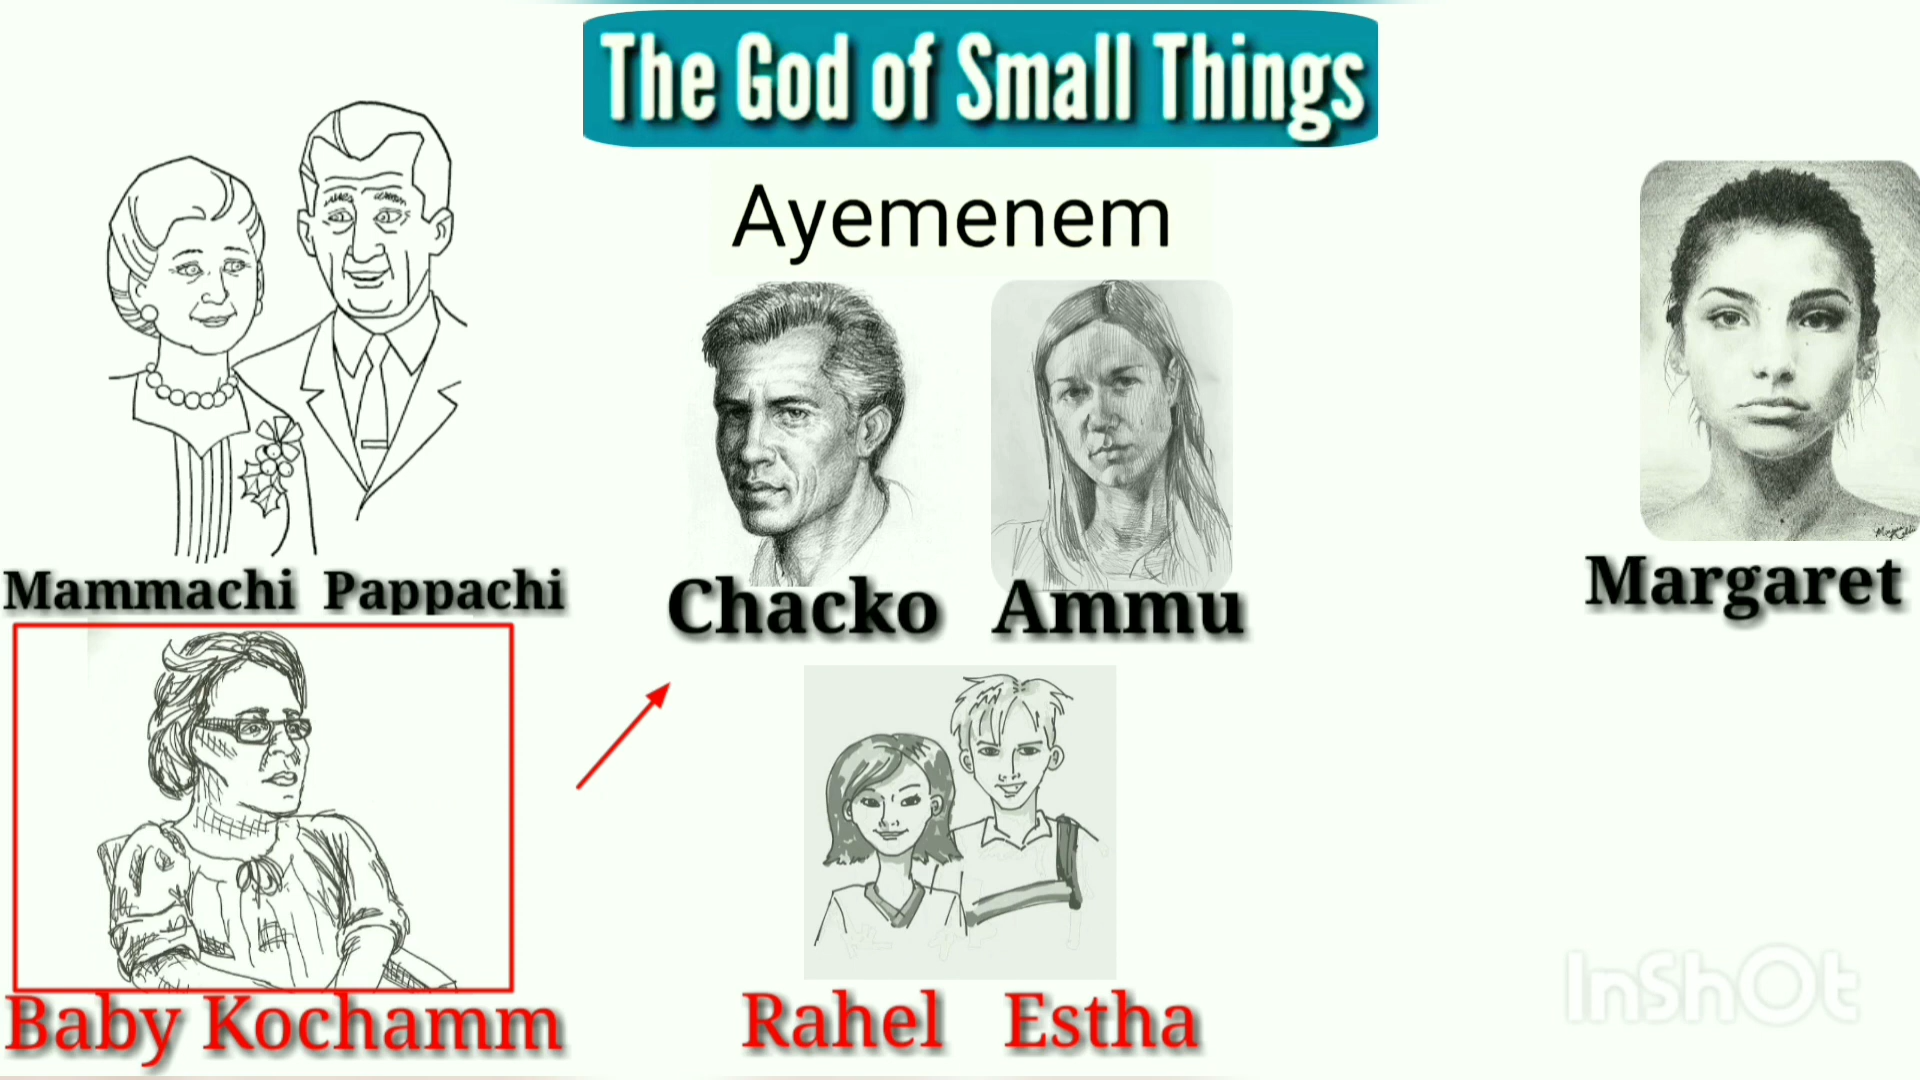 The God of Small Things
Ayemenem
Mammachi Pappachi
Chacko Ammu
Margaret
Baby Kochamm
Rahel Estha
InShOt